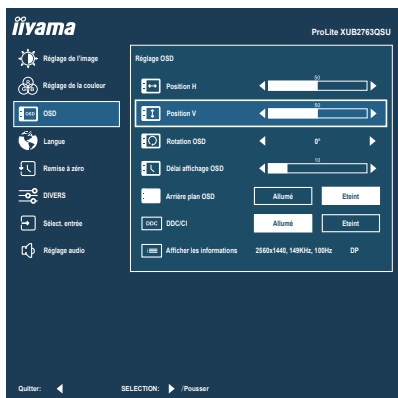 iiyama
ProLite XUB2763QSU
Réglage de l'image
Réglage de la couleur
OSD
OSD
Langue
Remise à zéro
DIVERS
Sélect. entrée
Réglage audio
Réglage OSD
Position H
50
Position V
50
Rotation OSD
0°
Délai affichage OSD
10
Arrière plan OSD
Allumé
Eteint
DDC
DDC/CI
Allumé
Eteint
Afficher les informations
2560x1440, 149KHz, 100Hz
DP
Quitter:
SELECTION:
/Pousser